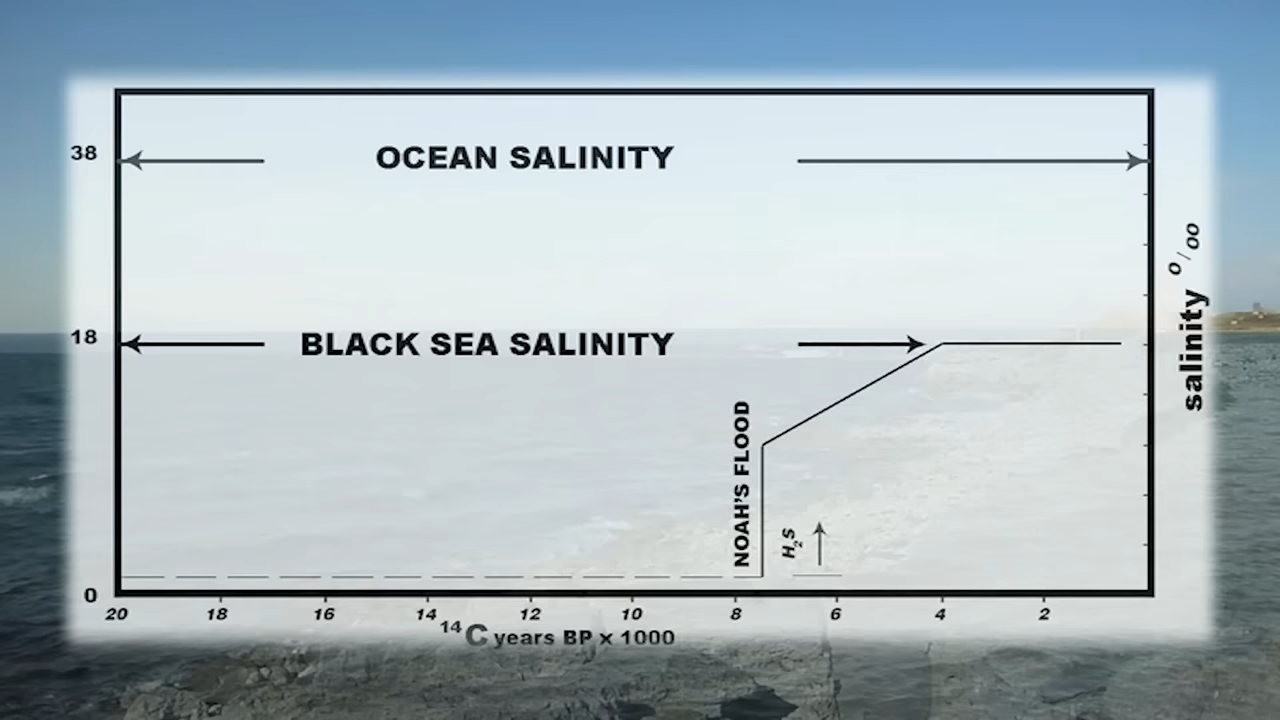 38
OCEAN SALINITY
18
BLACK SEA SALINITY
salinity o/oo
NOAH'S FLOOD
H2S
0
20 18 16 14 12 10 8 6 4 2
14C years BP x 1000